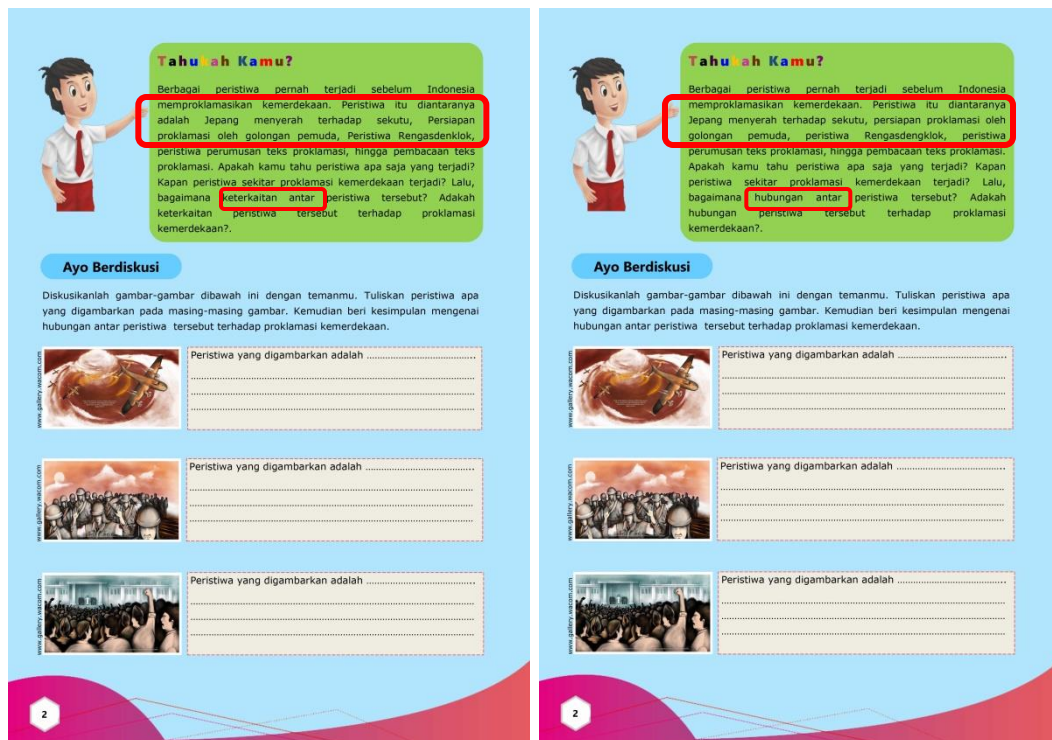 Tahukah Kamu?
Berbagai peristiwa pernah terjadi sebelum Indonesia
memproklamasikan kemerdekaan. Peristiwa itu diantaranya
adalah Jepang menyerah terhadap sekutu, Persiapan
proklamasi oleh golongan pemuda, Peristiwa Rengasdenklok,
peristiwa perumusan teks proklamasi, hingga pembacaan teks
proklamasi. Apakah kamu tahu peristiwa apa saja yang terjadi?
Kapan peristiwa sekitar proklamasi kemerdekaan terjadi? Lalu,
bagaimana keterkaitan antar peristiwa tersebut? Adakah
keterkaitan peristiwa tersebut terhadap proklamasi
kemerdekaan?.
Ayo Berdiskusi
Diskusikanlah gambar-gambar dibawah ini dengan temanmu. Tuliskan peristiwa apa
yang digambarkan pada masing-masing gambar. Kemudian beri kesimpulan mengenai
hubungan antar peristiwa tersebut terhadap proklamasi kemerdekaan.
www.gallery.wacom.com
Peristiwa yang digambarkan adalah ....................................
www.gallery.wacom.com
Peristiwa yang digambarkan adalah ....................................
www.gallery.wacom.com
Peristiwa yang digambarkan adalah ....................................
2
Tahukah Kamu?
Berbagai peristiwa pernah terjadi sebelum Indonesia
memproklamasikan kemerdekaan. Peristiwa itu diantaranya
Jepang menyerah terhadap sekutu, persiapan proklamasi oleh
golongan pemuda, peristiwa Rengasdengklok, peristiwa
perumusan teks proklamasi, hingga pembacaan teks proklamasi.
Apakah kamu tahu peristiwa apa saja yang terjadi? Kapan
peristiwa sekitar proklamasi kemerdekaan terjadi? Lalu,
bagaimana hubungan antar peristiwa tersebut? Adakah
hubungan peristiwa tersebut terhadap proklamasi
kemerdekaan?.
Ayo Berdiskusi
Diskusikanlah gambar-gambar dibawah ini dengan temanmu. Tuliskan peristiwa apa
yang digambarkan pada masing-masing gambar. Kemudian beri kesimpulan mengenai
hubungan antar peristiwa tersebut terhadap proklamasi kemerdekaan.
www.gallery.wacom.com
Peristiwa yang digambarkan adalah ....................................
www.gallery.wacom.com
Peristiwa yang digambarkan adalah ....................................
www.gallery.wacom.com
Peristiwa yang digambarkan adalah ....................................
2